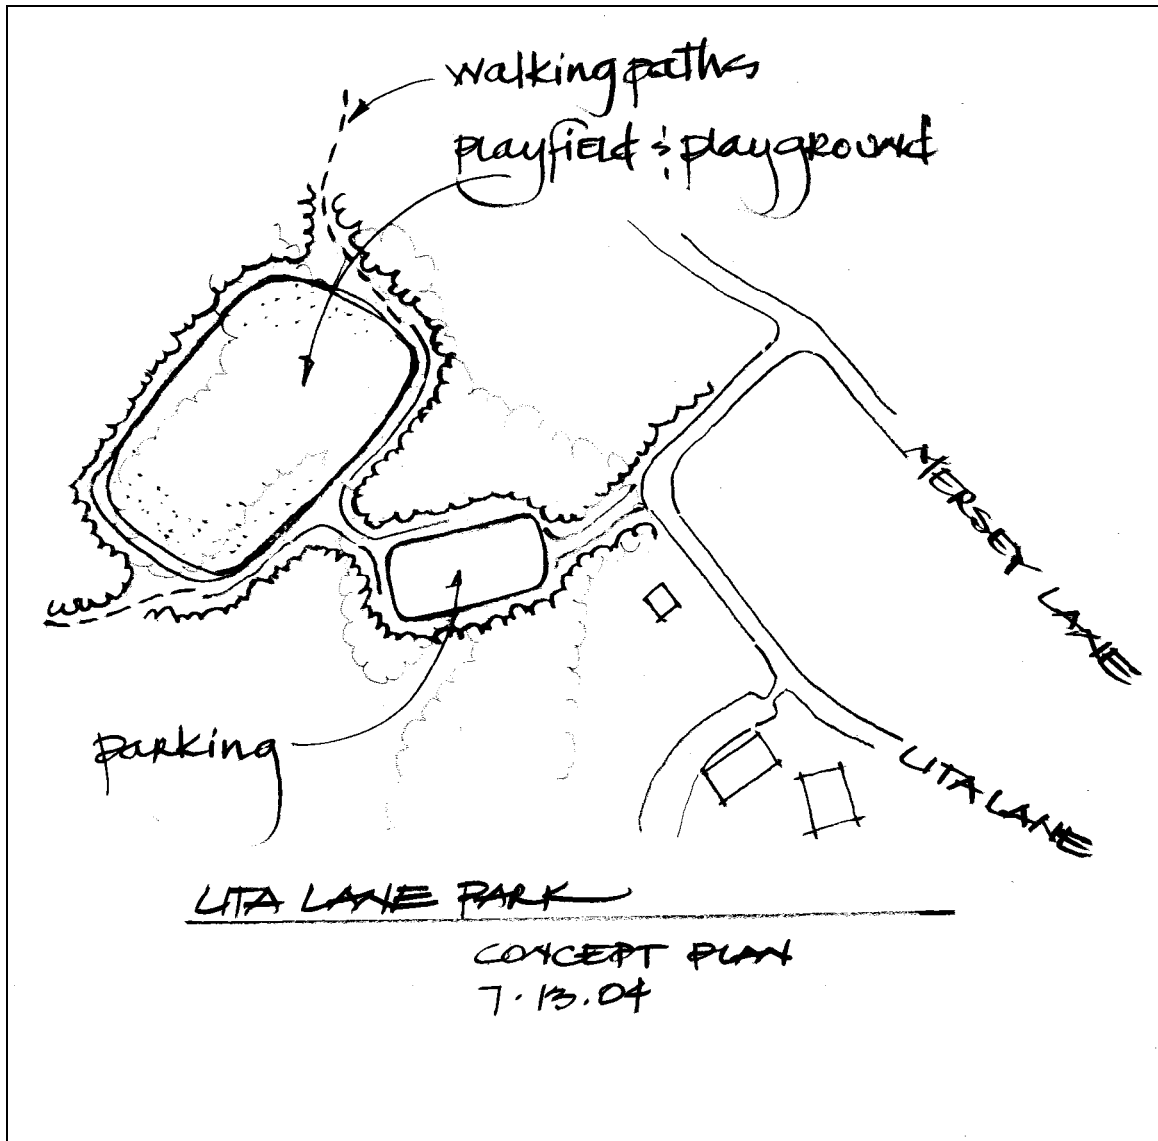 walking paths
playfield & playground
MERSEY LANE
parking
LITA LANE
LITA LANE PARK
CONCEPT PLAN
7.13.04